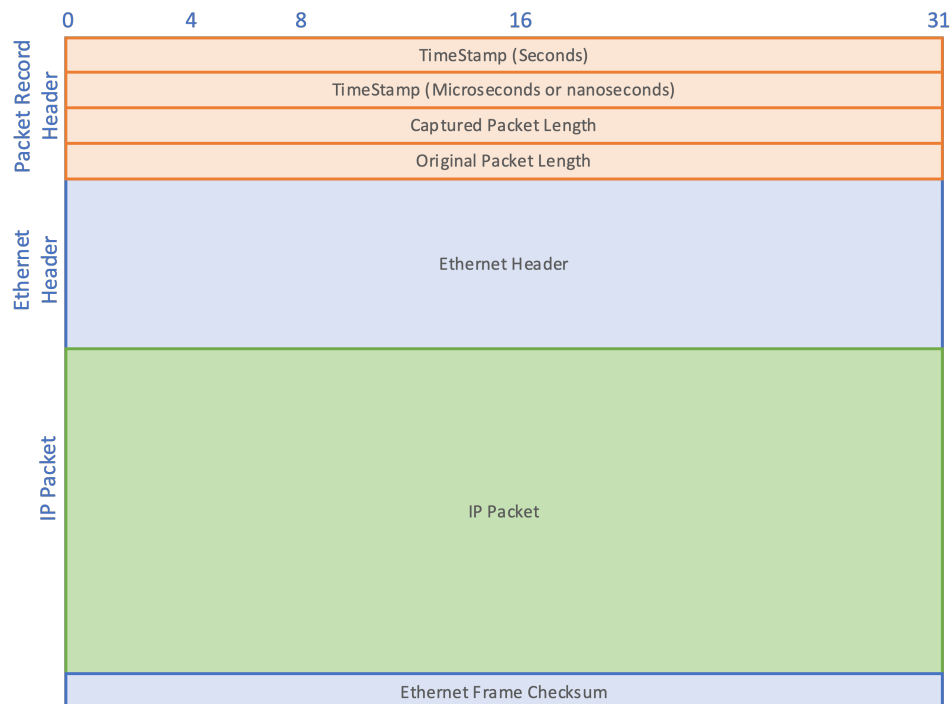 0 4 8 16 31
Packet Record
Header
TimeStamp (Seconds)
TimeStamp (Microseconds or nanoseconds)
Captured Packet Length
Original Packet Length
Ethernet
Header
Ethernet Header
IP Packet
IP Packet
Ethernet Frame Checksum